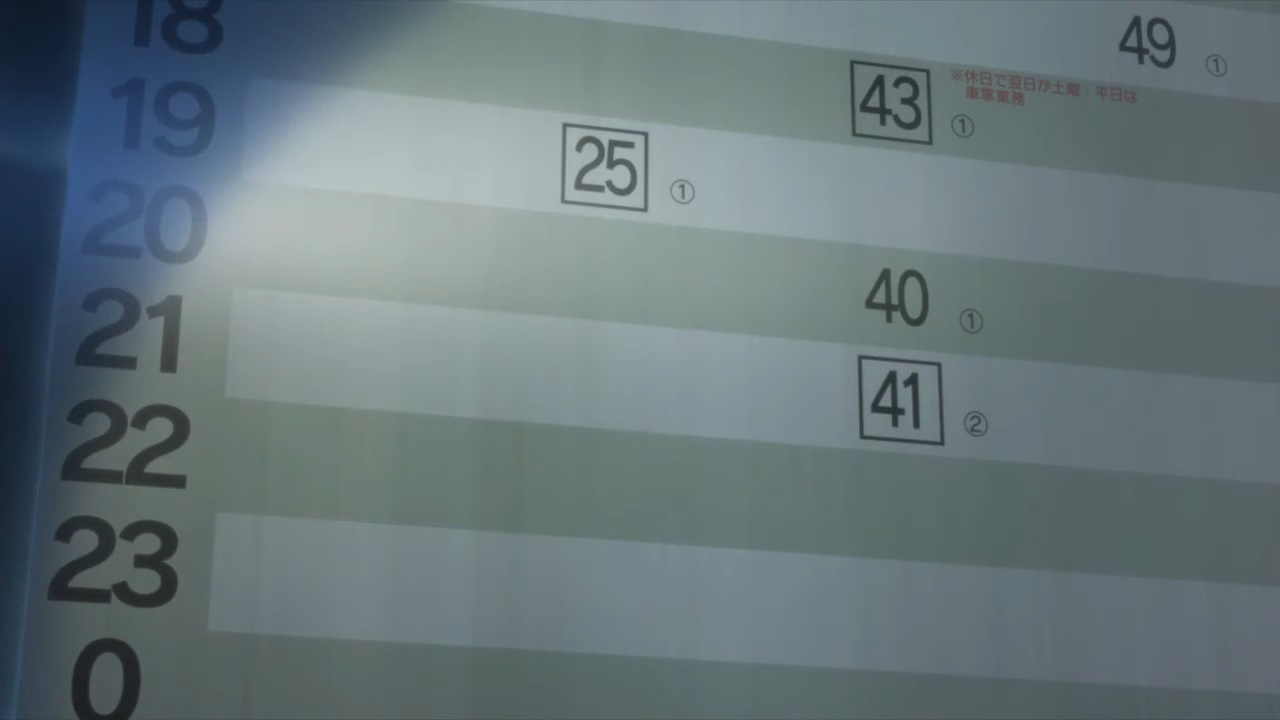 49 ①
18 43 ① ※休日で翌日が土曜・平日は
車掌業務
19 25 ①
20 40 ①
21 41 ②
22
23
0